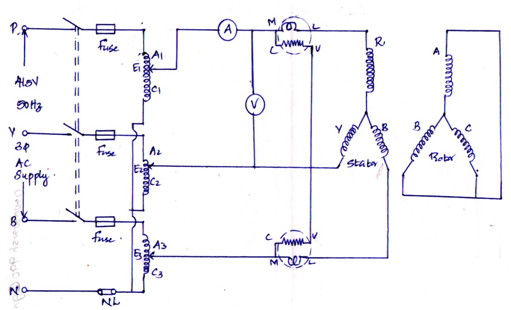 P
Fuse
A1
E1
C1
A
M
L
C
V
R
A
415V
50Hz
V
Y
3Φ
AC
Supply
Fuse
A2
E2
C2
Y
B
Stator
B
C
Rotor
B
Fuse
A3
E3
C3
C
V
M
L
N
NL